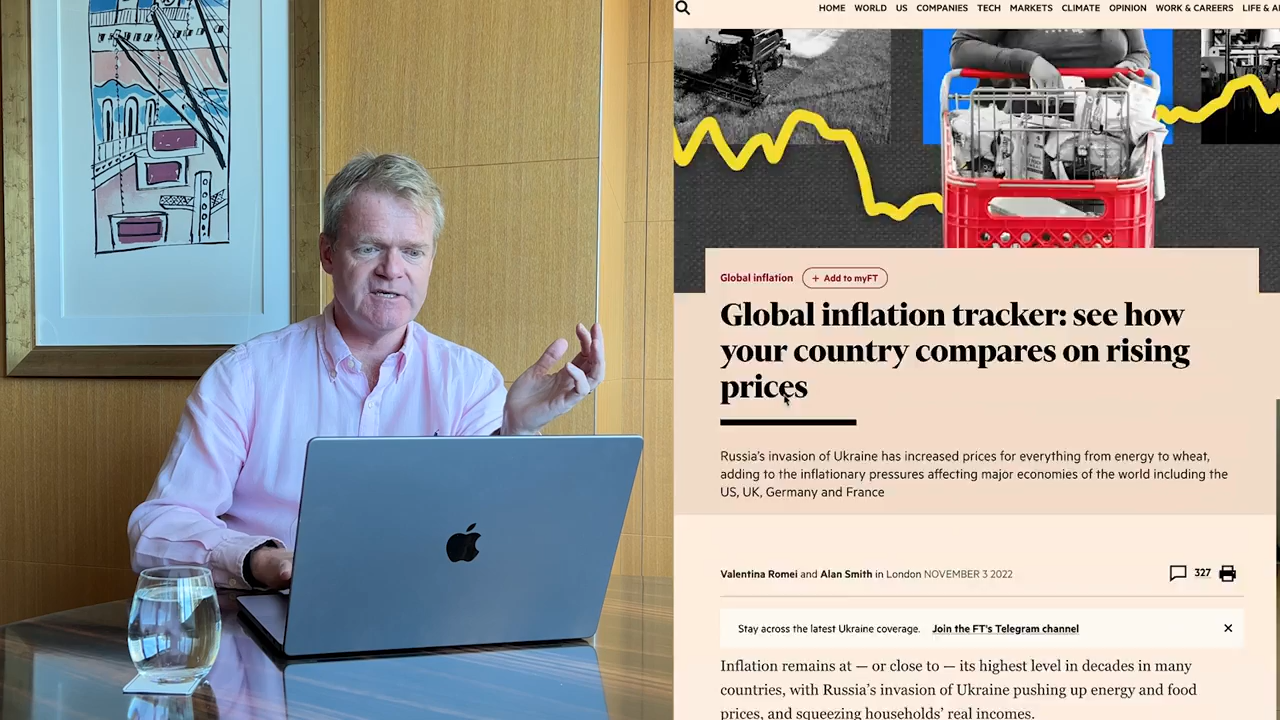 HOME WORLD US COMPANIES TECH MARKETS CLIMATE OPINION WORK & CAREERS LIFE &
Global inflation + Add to myFT
Global inflation tracker: see how
your country compares on rising
prices
Russia's invasion of Ukraine has increased prices for everything from energy to wheat,
adding to the inflationary pressures affecting major economies of the world including the
US, UK, Germany and France
Valentina Romei and Alan Smith in London NOVEMBER 3 2022
327
Stay across the latest Ukraine coverage. Join the FT's Telegram channel
Inflation remains at — or close to — its highest level in decades in many
countries, with Russia's invasion of Ukraine pushing up energy and food
prices, and squeezing households' real incomes.